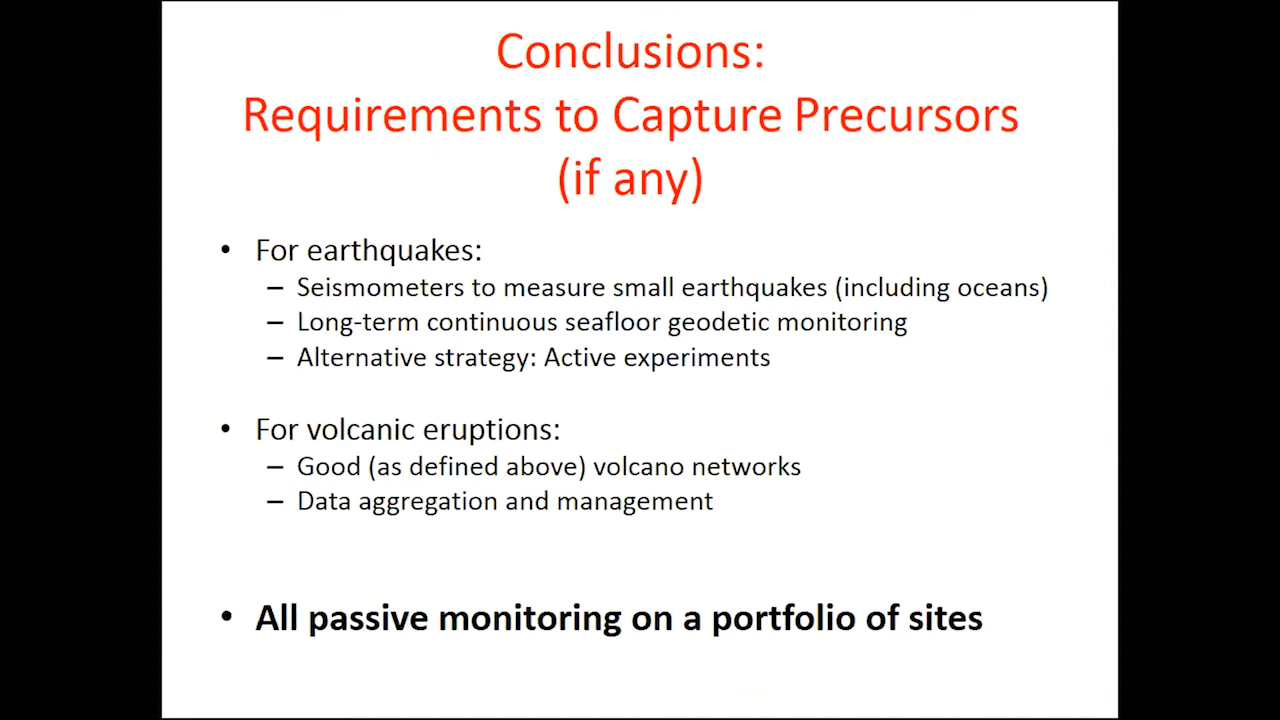 Conclusions:
Requirements to Capture Precursors
(if any)
• For earthquakes:
– Seismometers to measure small earthquakes (including oceans)
– Long-term continuous seafloor geodetic monitoring
– Alternative strategy: Active experiments
• For volcanic eruptions:
– Good (as defined above) volcano networks
– Data aggregation and management
• All passive monitoring on a portfolio of sites